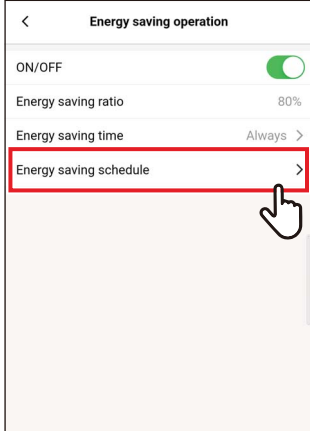 Energy saving operation
ON/OFF
Energy saving ratio 80%
Energy saving time Always
Energy saving schedule